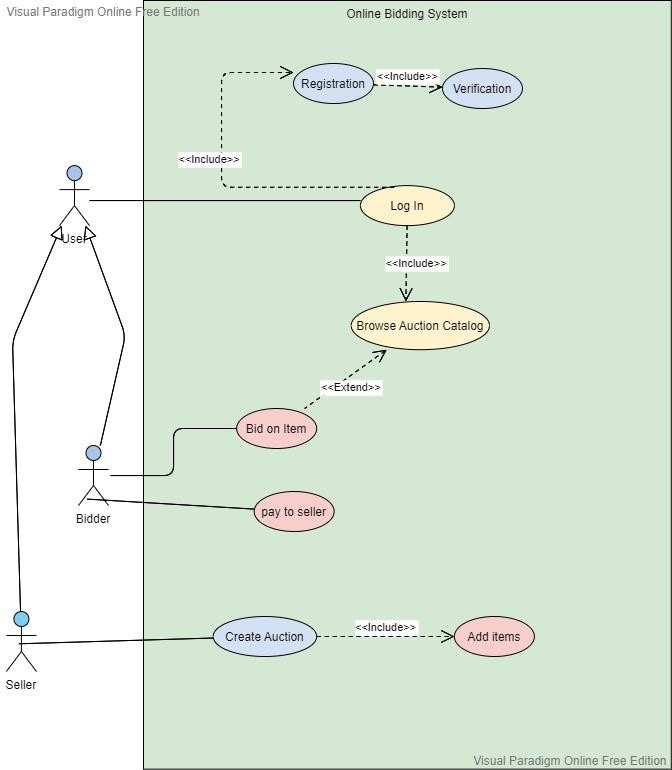 Visual Paradigm Online Free Edition
Online Bidding System
Registration
<<Include>>
Verification
<<Include>>
User
Log In
<<Include>>
Browse Auction Catalog
<<Extend>>
Bid on Item
Bidder
pay to seller
Create Auction
<<Include>>
Add items
Seller
Visual Paradigm Online Free Edition